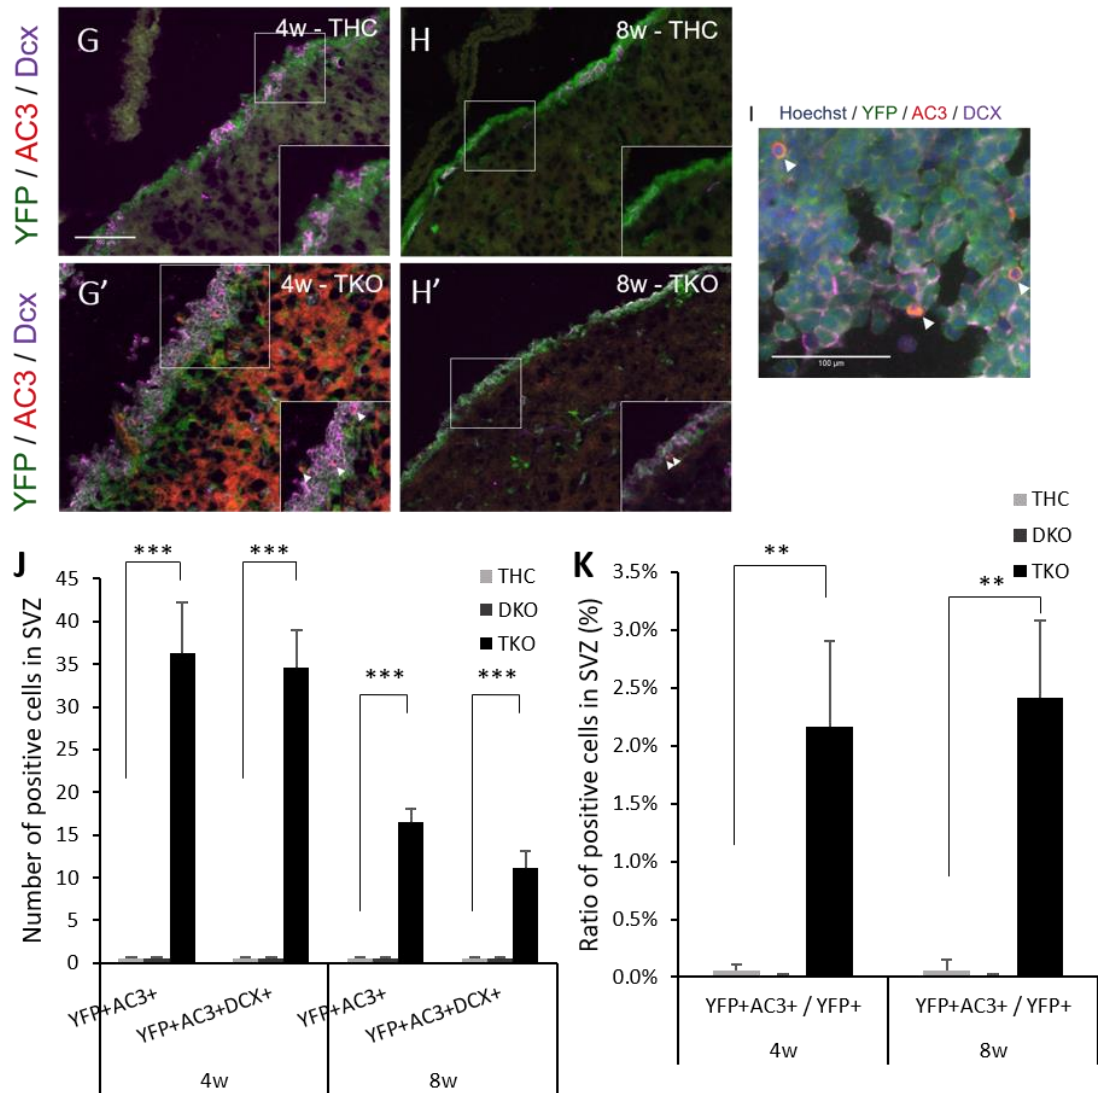 YFP / AC3 / Dcx
G
4w - THC
H
8w - THC
I
Hoechst / YFP / AC3 / DCX
100 µm
YFP / AC3 / Dcx
G’
4w - TKO
H’
8w - TKO
J
Number of positive cells in SVZ
45
40
35
30
25
20
15
10
5
0
***
***
***
***
THC
DKO
TKO
YFP+AC3+
YFP+AC3+DCX+
YFP+AC3+
YFP+AC3+DCX+
4w
8w
K
Ratio of positive cells in SVZ (%)
3.5%
3.0%
2.5%
2.0%
1.5%
1.0%
0.5%
0.0%
**
**
THC
DKO
TKO
YFP+AC3+ / YFP+
YFP+AC3+ / YFP+
4w
8w